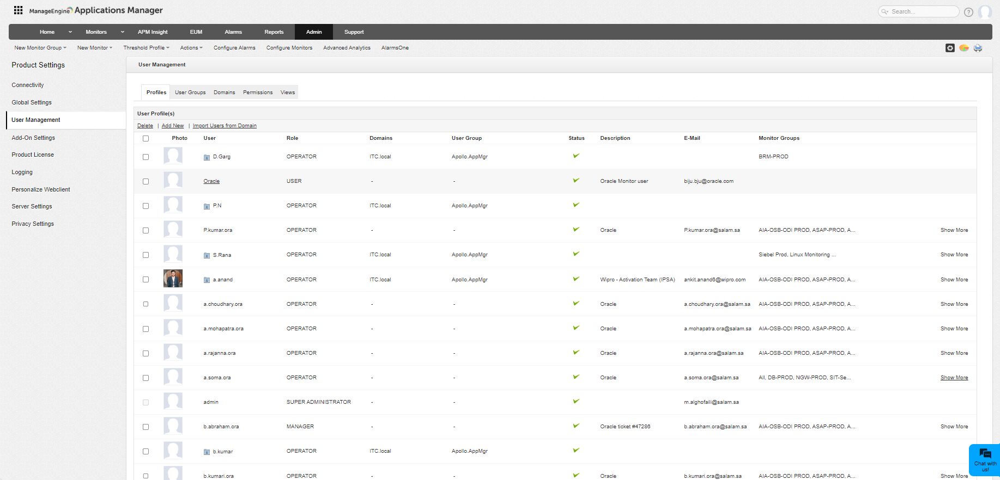 ManageEngine Applications Manager
Search...
?
Home Monitors APM Insight EUM Alarms Reports Admin Support
New Monitor Group New Monitor Threshold Profile Actions Configure Alarms Configure Monitors Advanced Analytics AlarmsOne
Product Settings
Connectivity
Global Settings
User Management
Add-On Settings
Product License
Logging
Personalize Webclient
Server Settings
Privacy Settings
User Management
Profiles User Groups Domains Permissions Views
User Profile(s)
Delete | Add New | Import Users from Domain
Photo User Role Domains User Group Status Description E-Mail Monitor Groups
D.Garg OPERATOR ITC.local Apollo.AppMgr BRM-PROD
Oracle USER - - Oracle Monitor user biju.bju@oracle.com
P.N OPERATOR ITC.local Apollo.AppMgr
P.kumar.ora OPERATOR - - Oracle P.kumar.ora@salam.sa AIA-OSB-ODI PROD, ASAP-PROD, A... Show More
S.Rana OPERATOR ITC.local Apollo.AppMgr Siebel Prod, Linux Monitoring ... Show More
a.anand OPERATOR ITC.local Apollo.AppMgr Wipro - Activation Team (IPSA) ankit.anand6@wipro.com AIA-OSB-ODI PROD, ASAP-PROD, A... Show More
a.choudhary.ora OPERATOR - - Oracle a.choudhary.ora@salam.sa AIA-OSB-ODI PROD, ASAP-PROD, A... Show More
a.mohapatra.ora OPERATOR - - Oracle a.mohapatra.ora@salam.sa AIA-OSB-ODI PROD, ASAP-PROD, A... Show More
a.rajanna.ora OPERATOR - - Oracle a.rajanna.ora@salam.sa AIA-OSB-ODI PROD, ASAP-PROD, A... Show More
a.soma.ora OPERATOR - - Oracle a.soma.ora@salam.sa All, DB-PROD, NGW-PROD, SIT-Se... Show More
admin SUPER ADMINISTRATOR - - m.alghofaili@salam.sa
b.abraham.ora MANAGER - - Oracle ticket #47286 b.abraham.ora@salam.sa AIA-OSB-ODI PROD, ASAP-PROD, A... Show More
b.kumar OPERATOR ITC.local Apollo.AppMgr
b.kumari.ora OPERATOR - - Oracle b.kumari.ora@salam.sa AIA-OSB-ODI PROD, ASAP-PROD, A... Show More
Chat with
us!